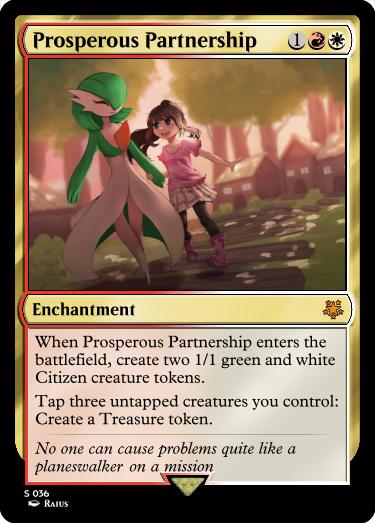 Prosperous Partnership 1
Enchantment
When Prosperous Partnership enters the
battlefield, create two 1/1 green and white
Citizen creature tokens.
Tap three untapped creatures you control:
Create a Treasure token.
No one can cause problems quite like a
planeswalker on a mission
S 036
Raius